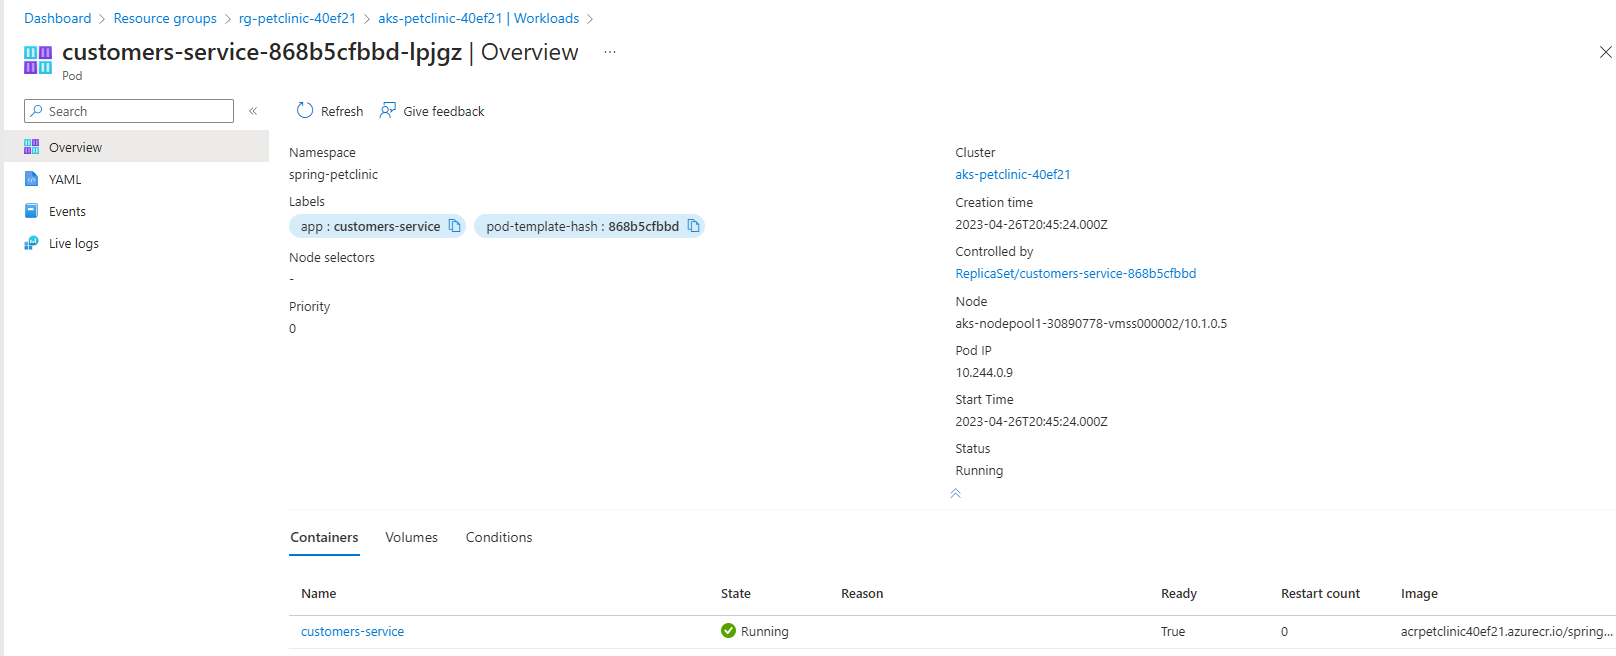 Dashboard > Resource groups > rg-petclinic-40ef21 > aks-petclinic-40ef21 | Workloads >
customers-service-868b5cfbbd-lpjgz | Overview ...
Pod
Search «
Overview
YAML
Events
Live logs
Refresh Give feedback
Namespace
spring-petclinic
Labels
app : customers-service pod-template-hash : 868b5cfbbd
Node selectors
-
Priority
0
Cluster
aks-petclinic-40ef21
Creation time
2023-04-26T20:45:24.000Z
Controlled by
ReplicaSet/customers-service-868b5cfbbd
Node
aks-nodepool1-30890778-vmss000002/10.1.0.5
Pod IP
10.244.0.9
Start Time
2023-04-26T20:45:24.000Z
Status
Running
Containers Volumes Conditions
Name State Reason Ready Restart count Image
customers-service Running True 0 acrpetclinic40ef21.azurecr.io/spring...